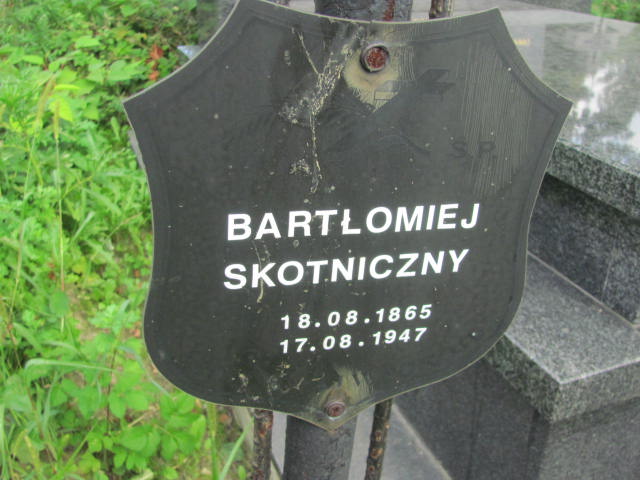 S.P.
BARTŁOMIEJ
SKOTNICZNY
18.08.1865
17.08.1947